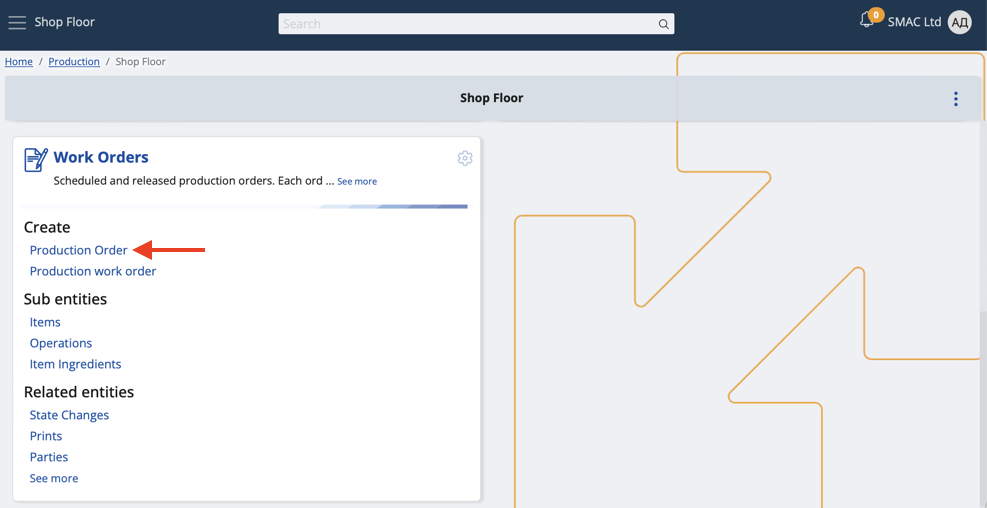 Shop Floor
Search
0
SMAC Ltd
АД
Home / Production / Shop Floor
Shop Floor
Work Orders
Scheduled and released production orders. Each ord ... See more
Create
Production Order
Production work order
Sub entities
Items
Operations
Item Ingredients
Related entities
State Changes
Prints
Parties
See more